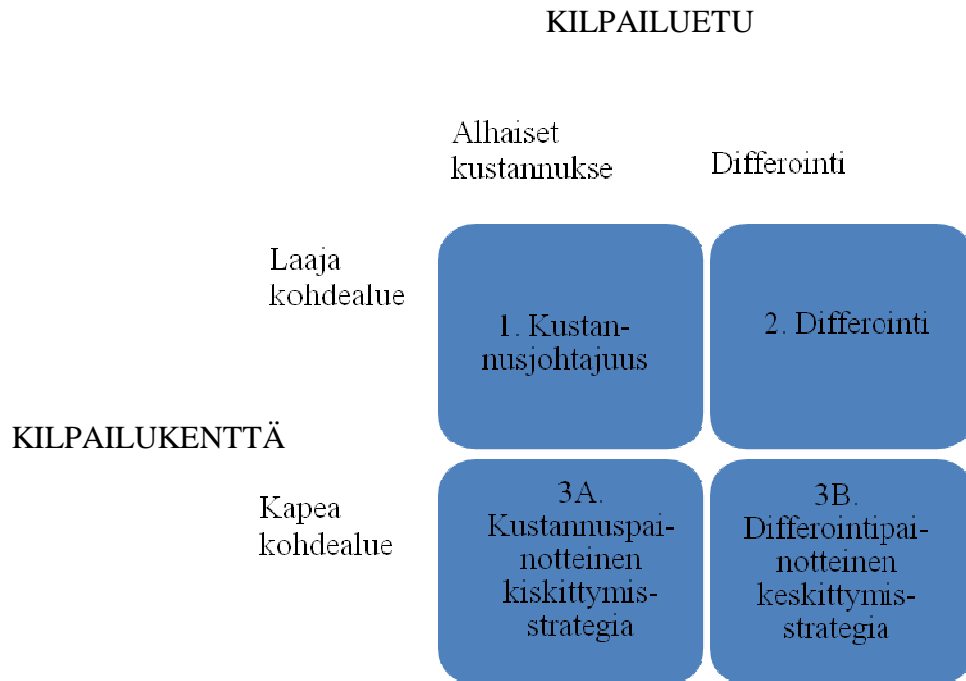 KILPAILUETU
Alhaiset
kustannukse
Differointi
Laaja
kohdealue
1. Kustan-
nusjohtajuus
2. Differointi
KILPAILUKENTTÄ
Kapea
kohdealue
3A.
Kustannuspai-
notteinen
kiskittymis-
strategia
3B.
Differointipai-
notteinen
keskittymis-
strategia